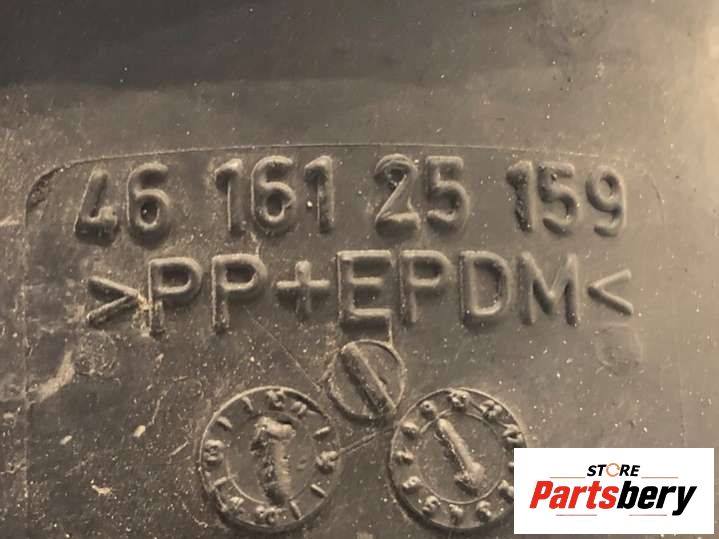 46 161 25 159
>PP+EPDM<
STORE
Partsbery